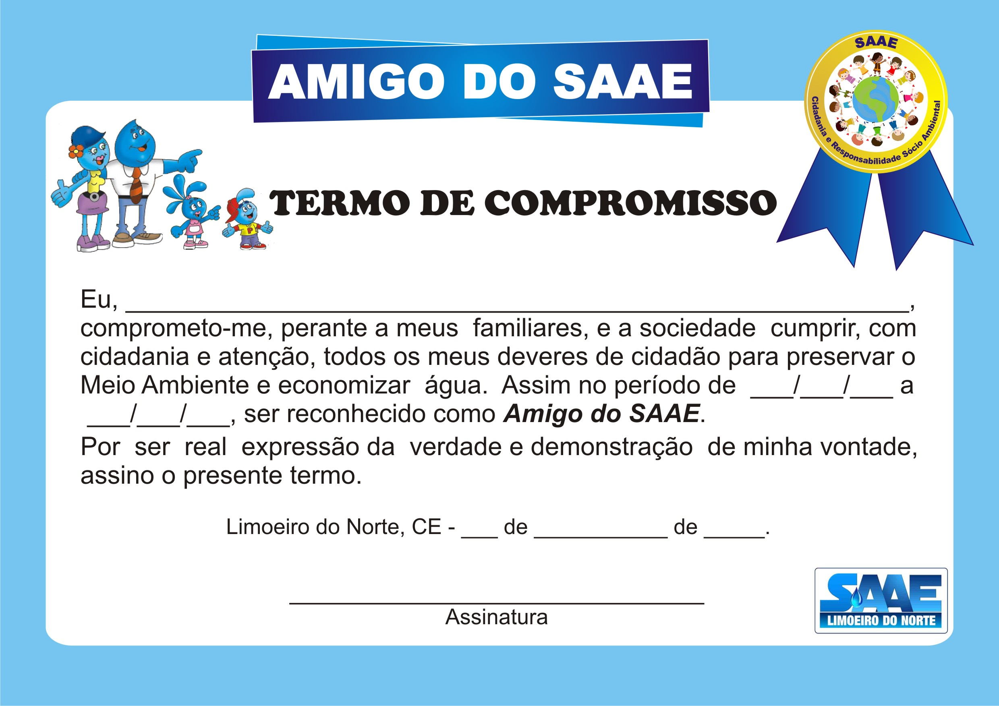 AMIGO DO SAAE
SAAE
Cidadania e Responsabilidade Sócio Ambiental
TERMO DE COMPROMISSO
P
Eu, ______________________________________________________,
comprometo-me, perante a meus familiares, e a sociedade cumprir, com
cidadania e atenção, todos os meus deveres de cidadão para preservar o
Meio Ambiente e economizar água. Assim no período de ___/___/___ a
___/___/___, ser reconhecido como Amigo do SAAE.
Por ser real expressão da verdade e demonstração de minha vontade,
assino o presente termo.
Limoeiro do Norte, CE - ___ de ___________ de _____.
__________________________________
Assinatura
SAAE
LIMOEIRO DO NORTE